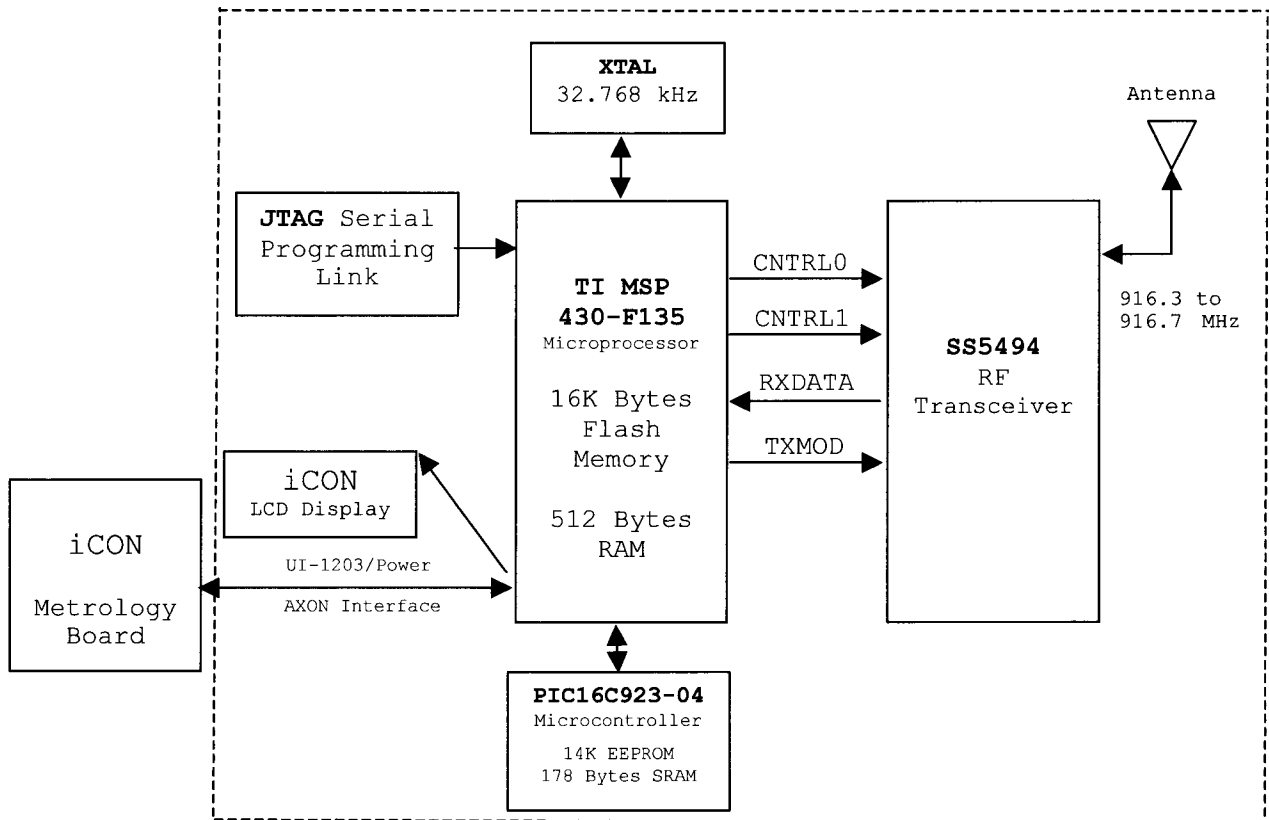 XTAL
32.768 kHz
Antenna
JTAG Serial
Programming
Link
TI MSP
430-F135
Microprocessor
16K Bytes
Flash
Memory
512 Bytes
RAM
CNTRL0
CNTRL1
RXDATA
TXMOD
SS5494
RF
Transceiver
916.3 to
916.7 MHz
iCON
LCD Display
iCON
Metrology
Board
UI-1203/Power
AXON Interface
PIC16C923-04
Microcontroller
14K EEPROM
178 Bytes SRAM